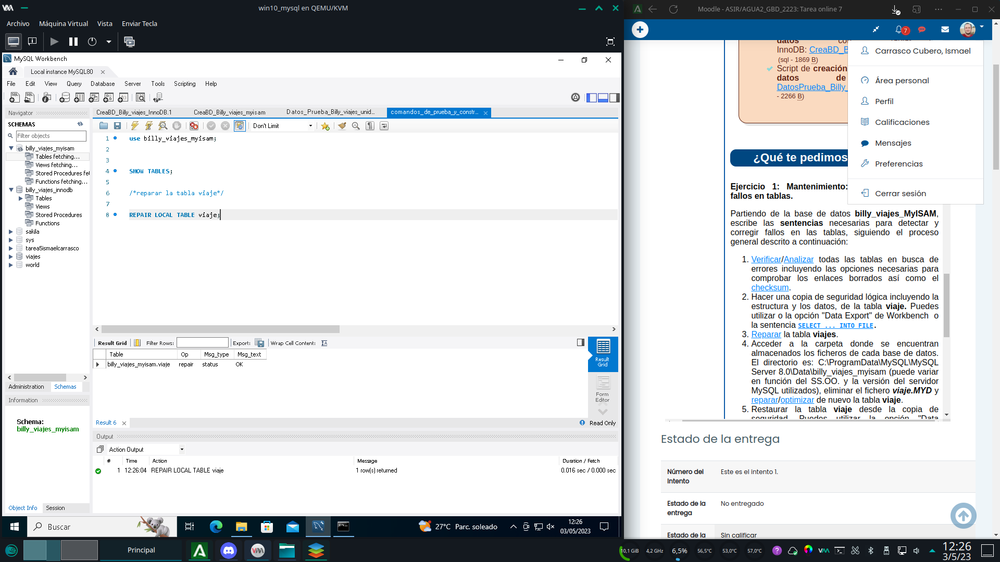 win10_mysql en QEMU/KVM
Archivo
Máquina Virtual
Vista
Enviar Tecla
MySQL Workbench
Local instance MySQL80
File
Edit
View
Query
Database
Server
Tools
Scripting
Help
Navigator
SCHEMAS
Filter objects
billy_viajes_myisam
Tables fetching...
Views fetching...
Stored Procedures fe
Functions fetching...
billy_viajes_innodb
Tables
Views
Stored Procedures
Functions
sakila
sys
tarea5ismaelcarrasco
viajes
world
Administration
Schemas
Information
Schema:
billy_viajes_myisam
Object Info
Session
CreaBD_Billy_viajes_InnoDB.1
CreaBD_Billy_viajes_myisam
Datos_Prueba_Billy_viajes_unid...
comandos_de_prueba_y_constr...
Don't Limit
1 use billy_viajes_myisam;
2
3
4 SHOW TABLES;
5
6 /*reparar la tabla viaje*/
7
8 REPAIR LOCAL TABLE viaje;
Result Grid
Filter Rows:
Export:
Wrap Cell Content:
Table Op Msg_type Msg_text
billy_viajes_myisam.viaje repair status OK
Result Grid
Form Editor
Result 6
Read Only
Output
Action Output
# Time Action Message Duration / Fetch
1 12:26:04 REPAIR LOCAL TABLE viaje 1 row(s) returned 0.016 sec / 0.000 sec
Buscar
27°C Parc. soleado
12:26
03/05/2023
Moodle - ASIR/AGUA2_GBD_2223: Tarea online 7
7
datos co
InnoDB: CreaBD_B
(sql - 1869 B)
Script de creación
datos de
DatosPrueba_Billy_
- 2266 B)
Carrasco Cubero, Ismael
Área personal
Perfil
Calificaciones
Mensajes
Preferencias
Cerrar sesión
¿Qué te pedimos
Ejercicio 1: Mantenimiento:
fallos en tablas.
Partiendo de la base de datos billy_viajes_MyISAM,
escribe las sentencias necesarias para detectar y
corregir fallos en las tablas, siguiendo el proceso
general descrito a continuación:
1. Verificar/Analizar todas las tablas en busca de
errores incluyendo las opciones necesarias para
comprobar los enlaces borrados así como el
checksum.
2. Hacer una copia de seguridad lógica incluyendo la
estructura y los datos, de la tabla viaje. Puedes
utilizar o la opción "Data Export" de Workbench o
la sentencia SELECT ... INTO FILE.
3. Reparar la tabla viajes.
4. Acceder a la carpeta donde se encuentran
almacenados los ficheros de cada base de datos.
El directorio es: C:\ProgramData\MySQL\MySQL
Server 8.0\Data\billy_viajes_myisam (puede variar
en función del SS.OO. y la versión del servidor
MySQL utilizados), eliminar el fichero viaje.MYD y
reparar/optimizar de nuevo la tabla viaje.
5. Restaurar la tabla viaje desde la copia de
seguridad. Puedes utilizar la opción "Data
Estado de la entrega
Número del
Intento
Este es el intento 1.
Estado de la
entrega
No entregado
Estado de la
Sin calificar
Principal
10,1 GiB
4,2 GHz
6,5%
56,5°C
53,0°C
57,0°C
12:26
3/5/23